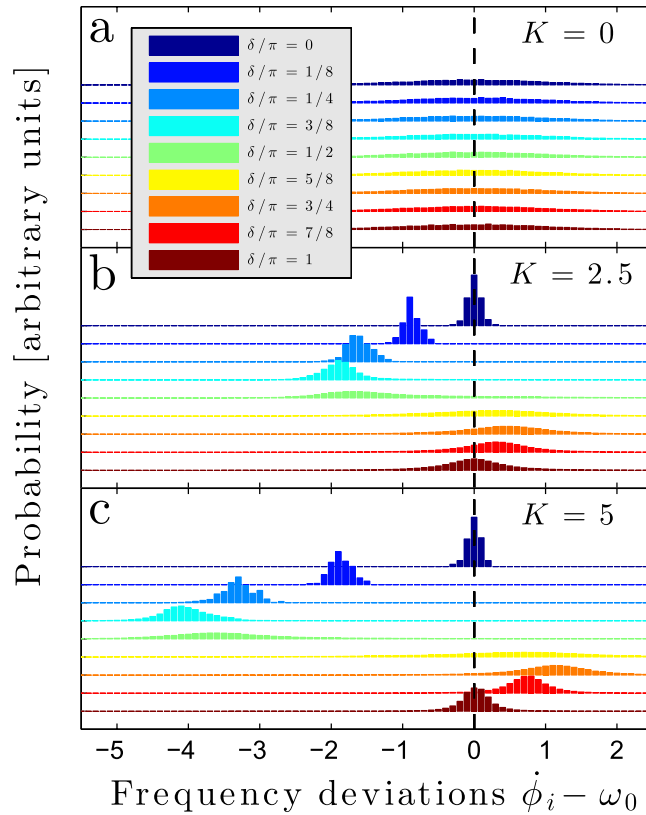 a
K = 0
δ/π = 0
δ/π = 1/8
δ/π = 1/4
δ/π = 3/8
δ/π = 1/2
δ/π = 5/8
δ/π = 3/4
δ/π = 7/8
δ/π = 1
b
K = 2.5
c
K = 5
Probability [arbitrary units]
−5 −4 −3 −2 −1 0 1 2
Frequency deviations ϕ̇ᵢ − ω₀